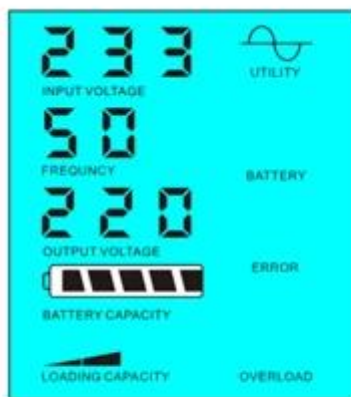 233
INPUT VOLTAGE
UTILITY
50
FREQUNCY
BATTERY
220
OUTPUT VOLTAGE
ERROR
BATTERY CAPACITY
LOADING CAPACITY
OVERLOAD